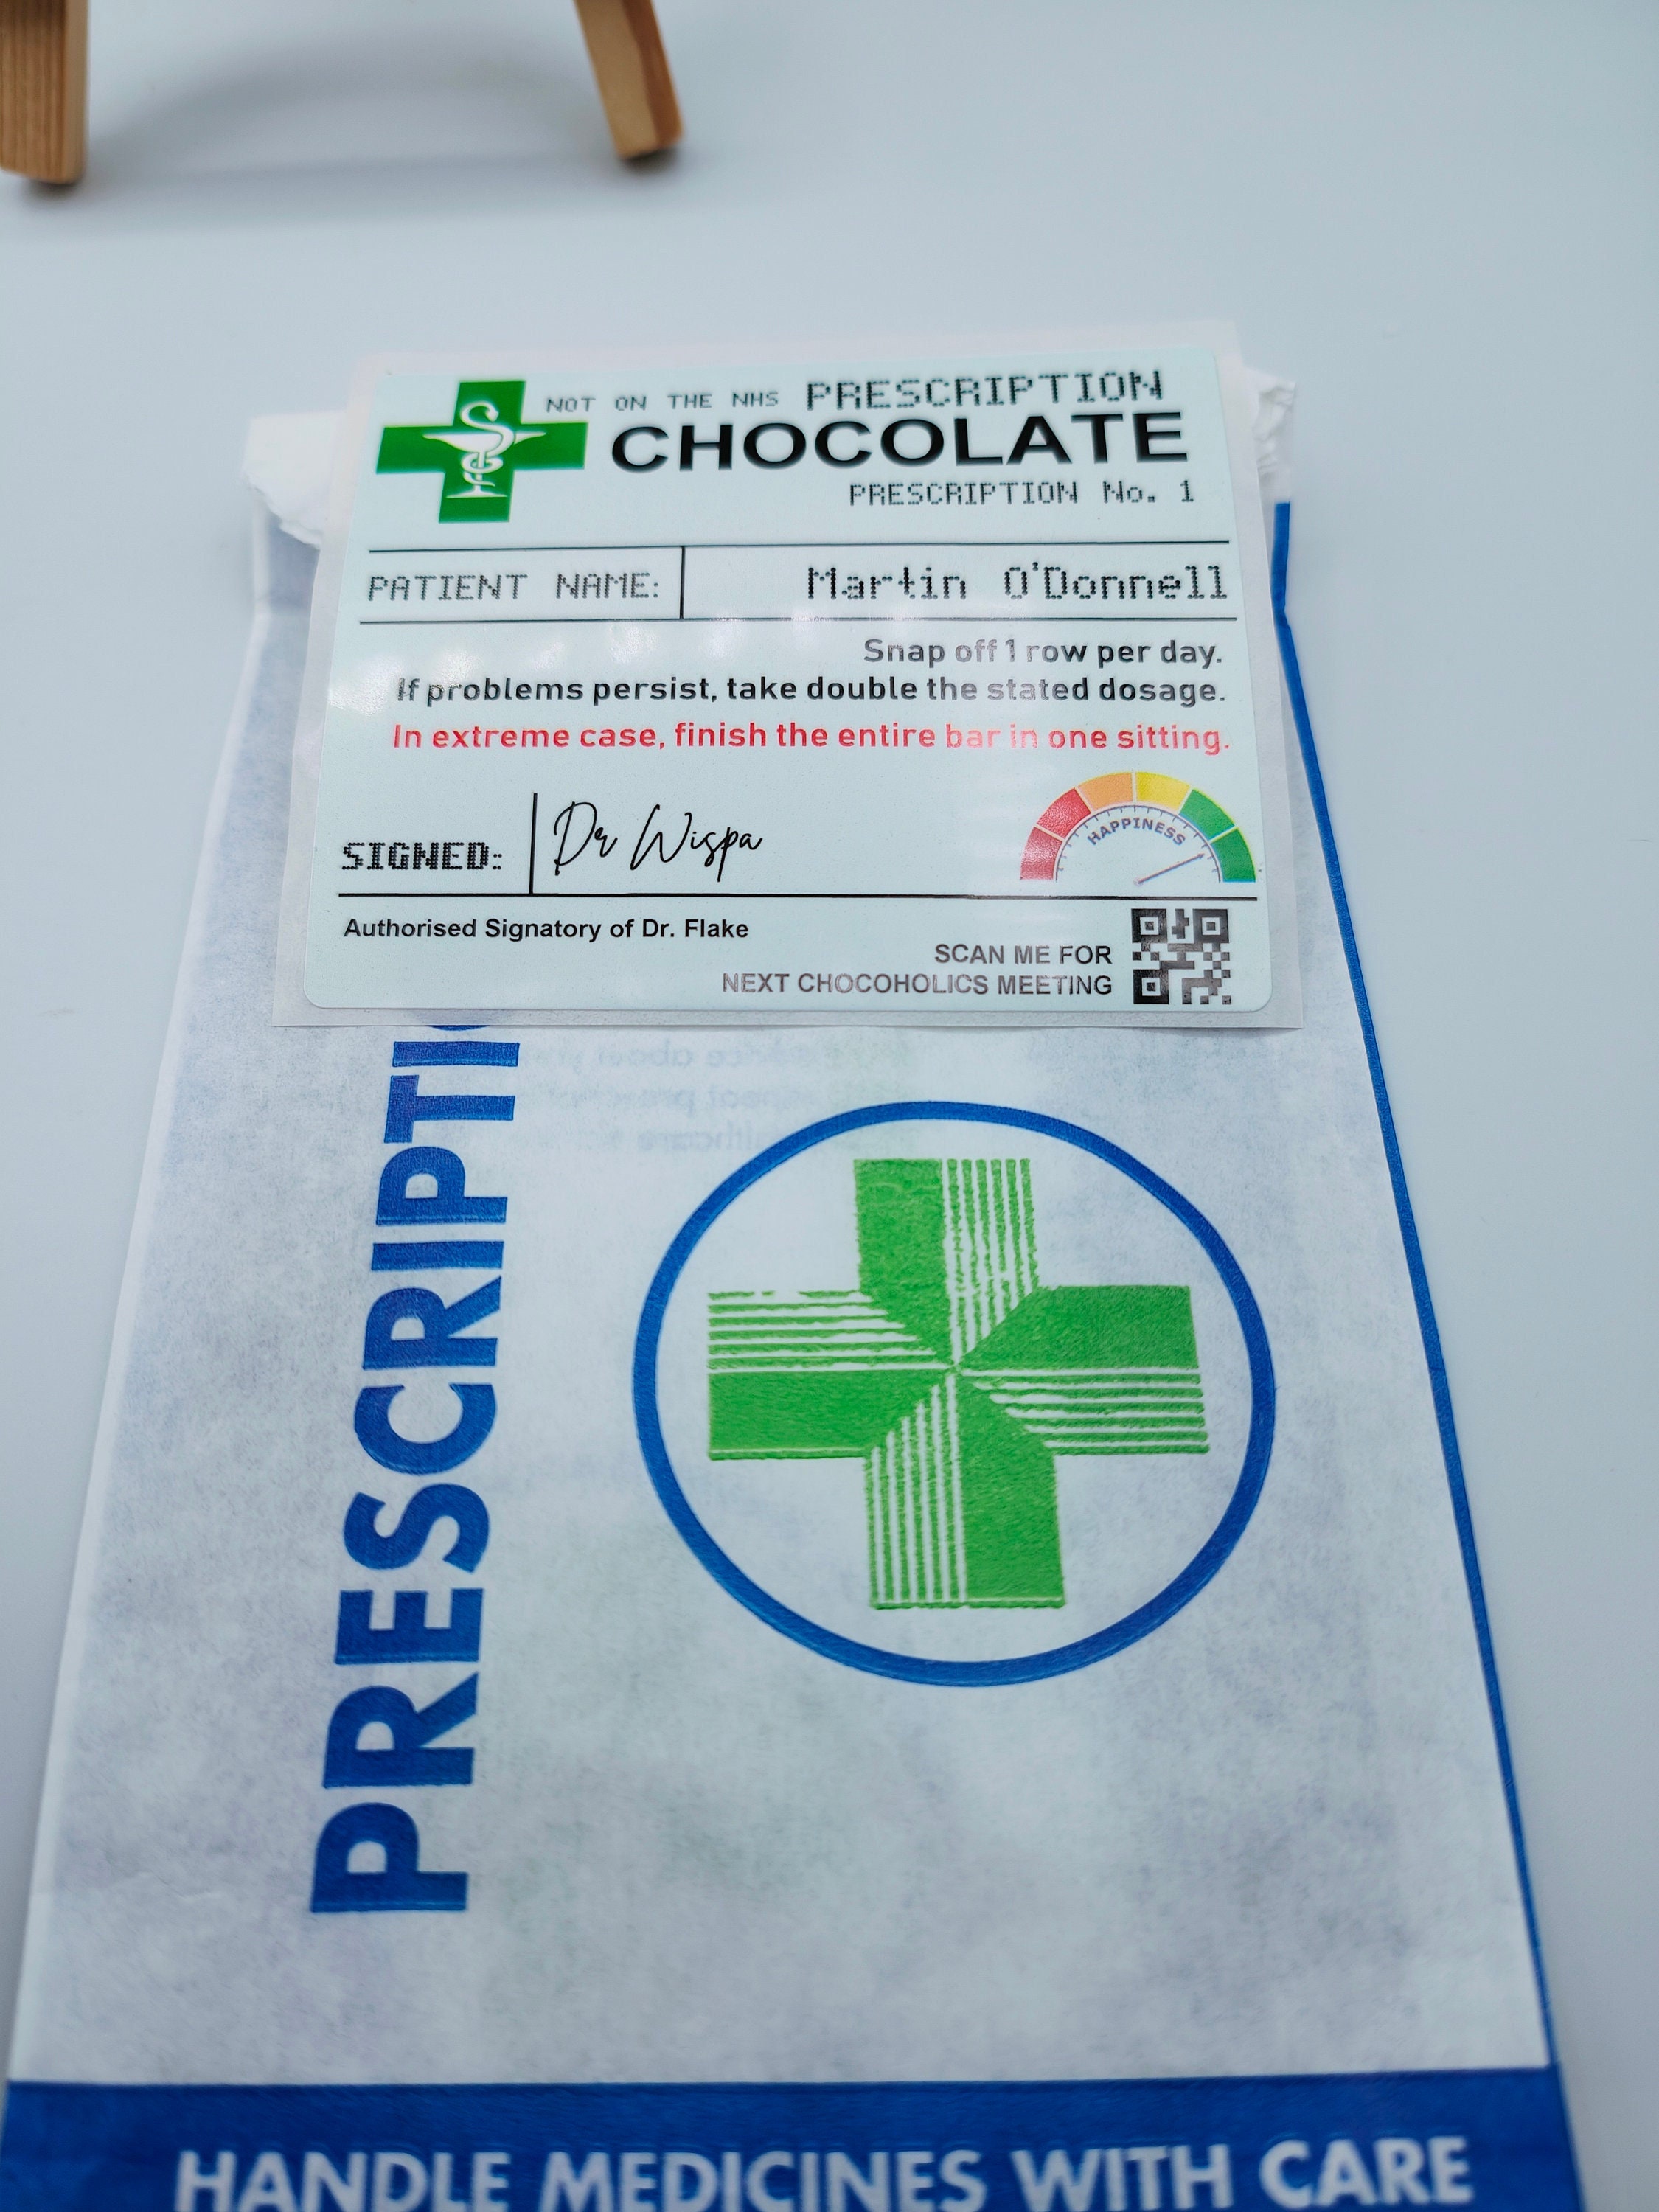 NOT ON THE NHS PRESCRIPTION
CHOCOLATE
PRESCRIPTION No. 1
PATIENT NAME: Martin O'Donnell
Snap off 1 row per day.
If problems persist, take double the stated dosage.
In extreme case, finish the entire bar in one sitting.
HAPPINESS
SIGNED: Dr Wispa
Authorised Signatory of Dr. Flake
SCAN ME FOR
NEXT CHOCOHOLICS MEETING
PRESCRIPTIO
HANDLE MEDICINES WITH CARE